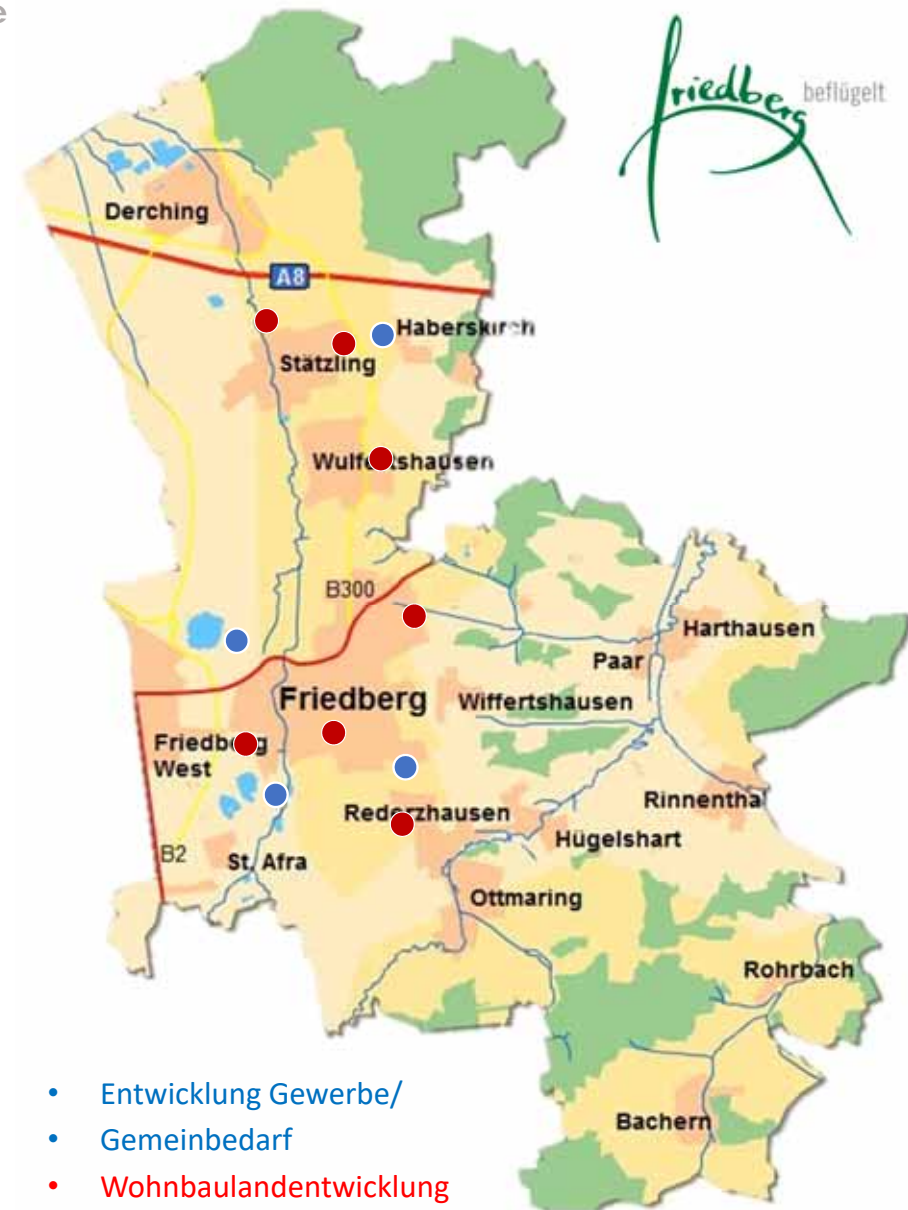 e
friedberg
beflügelt
Derching
A8
Haberskirch
Stätzling
Wulfertshausen
B300
Harthausen
Paar
Friedberg
Wiffertshausen
Friedberg
West
Rinnenthal
Rederzhausen
Hügelshart
B2
St. Afra
Ottmaring
Rohrbach
Bachern
• Entwicklung Gewerbe/
• Gemeinbedarf
• Wohnbaulandentwicklung